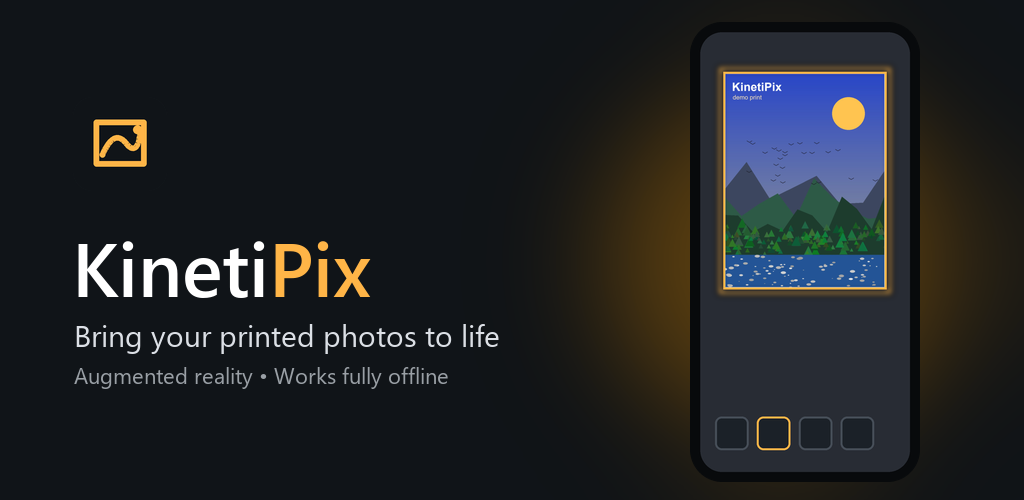 KinetiPix
Bring your printed photos to life
Augmented reality • Works fully offline
KinetiPix
demo print